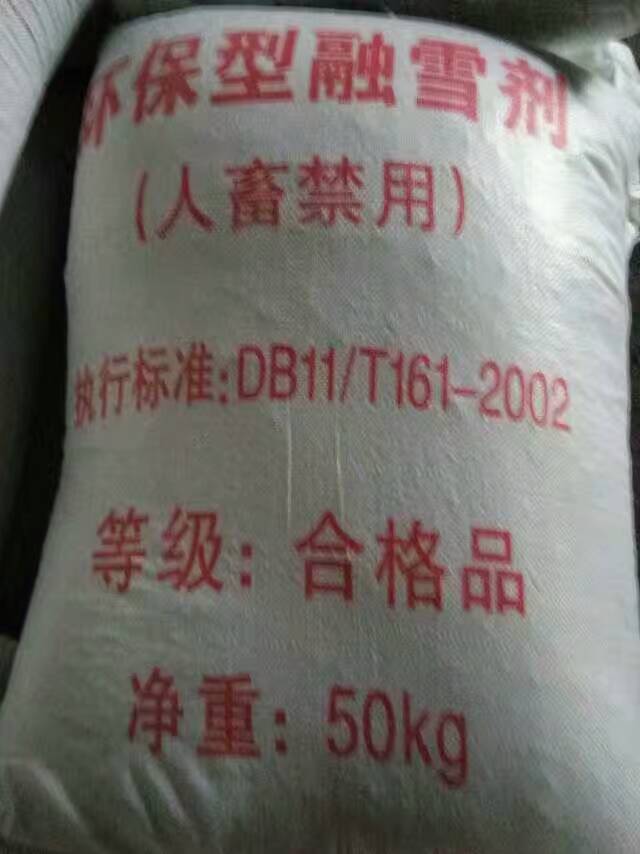 环保型融雪剂
(人畜禁用)
执行标准:DB11/T161-2002
等级:合格品
净重:50kg